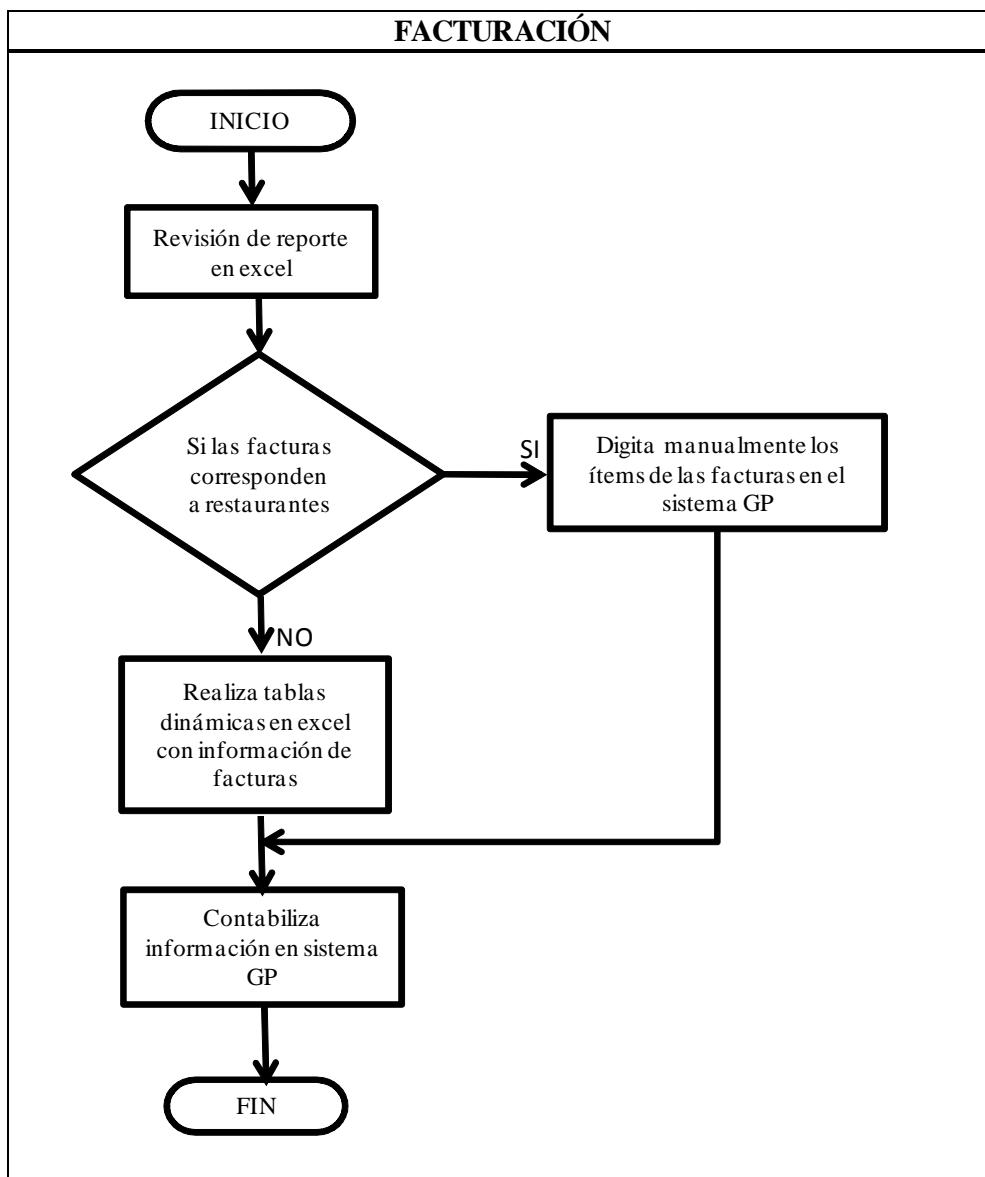 FACTURACIÓN
INICIO
Revisión de reporte
en excel
Si las facturas
corresponden
a restaurantes
SI
Digita manualmente los
ítems de las facturas en el
sistema GP
NO
Realiza tablas
dinámicas en excel
con información de
facturas
Contabiliza
información en sistema
GP
FIN